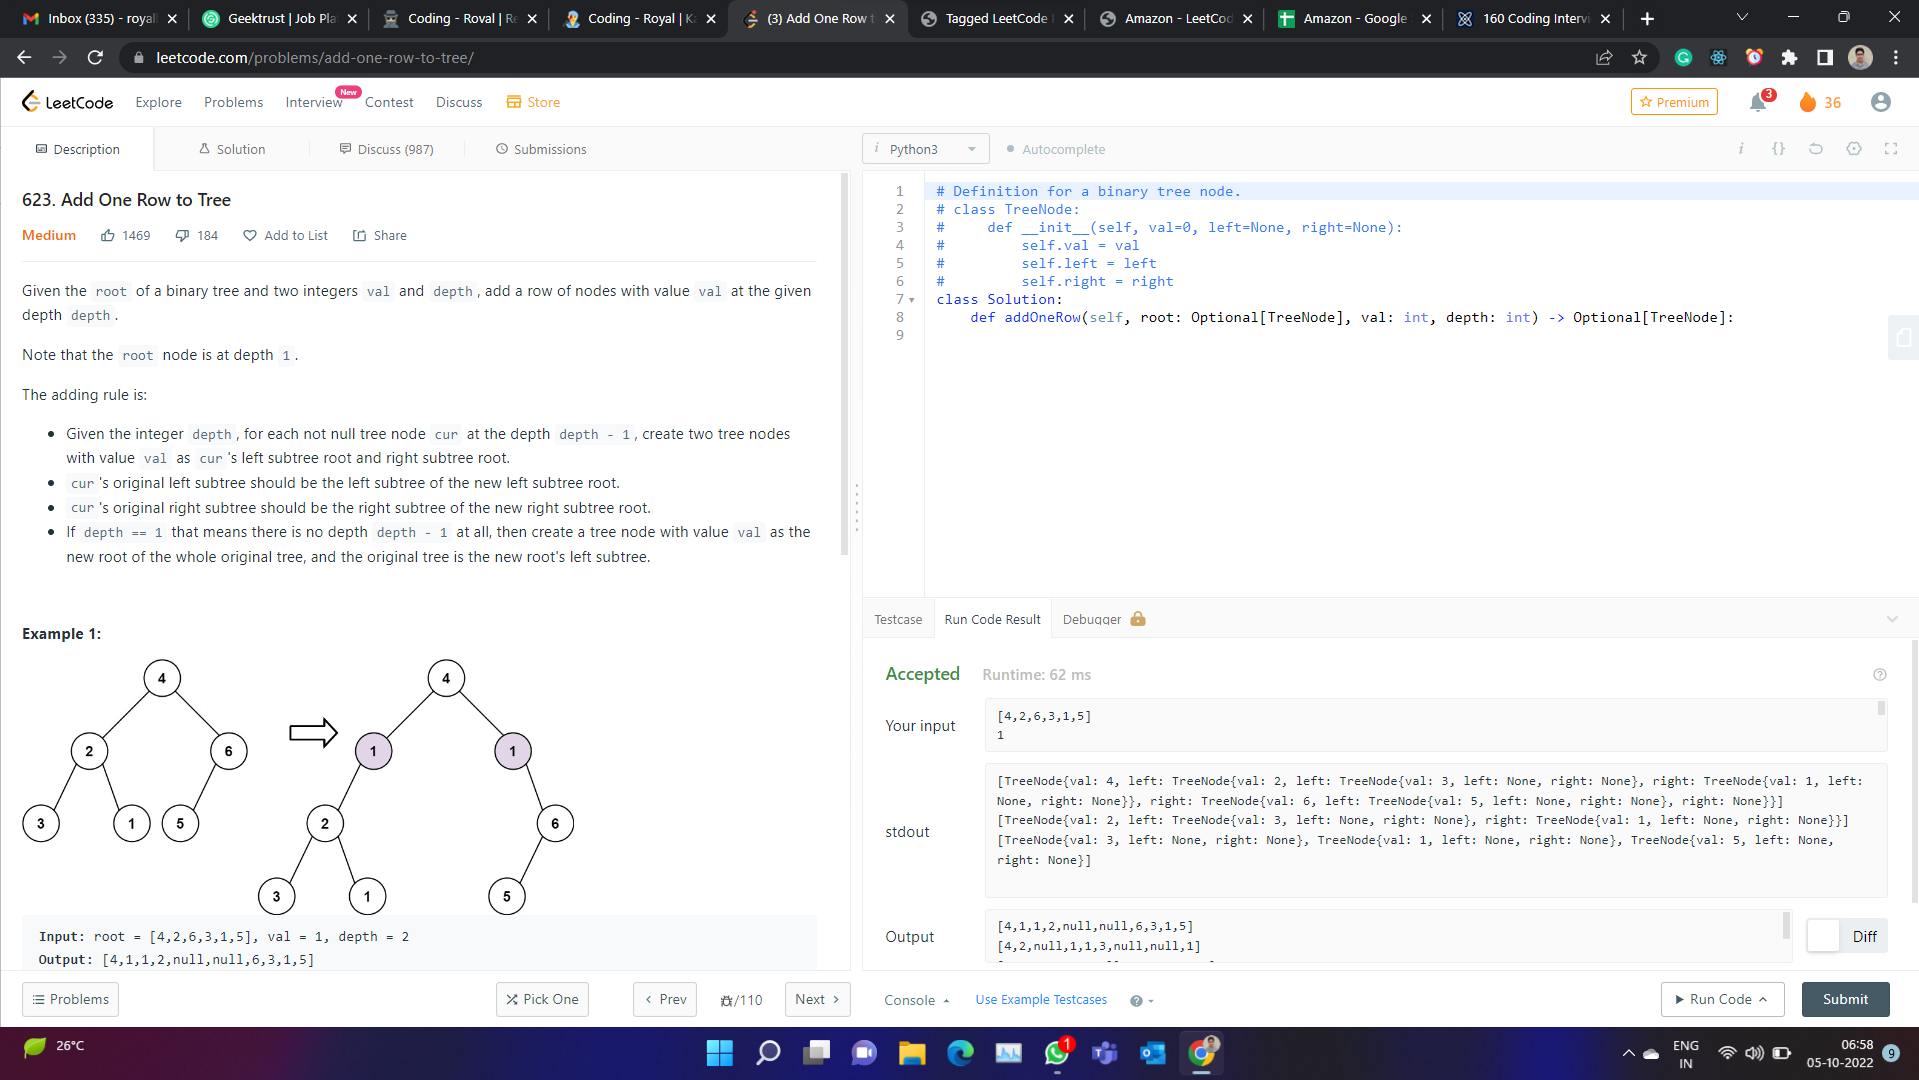 Inbox (335) - royal
Geektrust | Job Pla
Coding - Royal | Re
Coding - Royal | Ka
(3) Add One Row t
Tagged LeetCode
Amazon - LeetCod
Amazon - Google
160 Coding Intervi
leetcode.com/problems/add-one-row-to-tree/
LeetCode
Explore
Problems
Interview
New
Contest
Discuss
Store
Premium
3
36
Description
Solution
Discuss (987)
Submissions
i Python3
Autocomplete
i {}
623. Add One Row to Tree
Medium 1469 184 Add to List Share
Given the root of a binary tree and two integers val and depth, add a row of nodes with value val at the given
depth depth.
Note that the root node is at depth 1.
The adding rule is:
• Given the integer depth, for each not null tree node cur at the depth depth - 1, create two tree nodes
with value val as cur's left subtree root and right subtree root.
• cur's original left subtree should be the left subtree of the new left subtree root.
• cur's original right subtree should be the right subtree of the new right subtree root.
• If depth == 1 that means there is no depth depth - 1 at all, then create a tree node with value val as the
new root of the whole original tree, and the original tree is the new root's left subtree.
Example 1:
4 4
2 6 1 1
3 1 5 2 6
3 1 5
Input: root = [4,2,6,3,1,5], val = 1, depth = 2
Output: [4,1,1,2,null,null,6,3,1,5]
Problems
Pick One
Prev
/110
Next
1 # Definition for a binary tree node.
2 # class TreeNode:
3 #     def __init__(self, val=0, left=None, right=None):
4 #         self.val = val
5 #         self.left = left
6 #         self.right = right
7 class Solution:
8     def addOneRow(self, root: Optional[TreeNode], val: int, depth: int) -> Optional[TreeNode]:
9
Testcase
Run Code Result
Debugger
Accepted Runtime: 62 ms
Your input
[4,2,6,3,1,5]
1
stdout
[TreeNode{val: 4, left: TreeNode{val: 2, left: TreeNode{val: 3, left: None, right: None}, right: TreeNode{val: 1, left:
None, right: None}}, right: TreeNode{val: 6, left: TreeNode{val: 5, left: None, right: None}, right: None}}]
[TreeNode{val: 2, left: TreeNode{val: 3, left: None, right: None}, right: TreeNode{val: 1, left: None, right: None}}]
[TreeNode{val: 3, left: None, right: None}, TreeNode{val: 1, left: None, right: None}, TreeNode{val: 5, left: None,
right: None}]
Output
[4,1,1,2,null,null,6,3,1,5]
[4,2,null,1,1,3,null,null,1]
Diff
Console
Use Example Testcases
Run Code
Submit
26°C
1
ENG
IN
06:58
05-10-2022
9